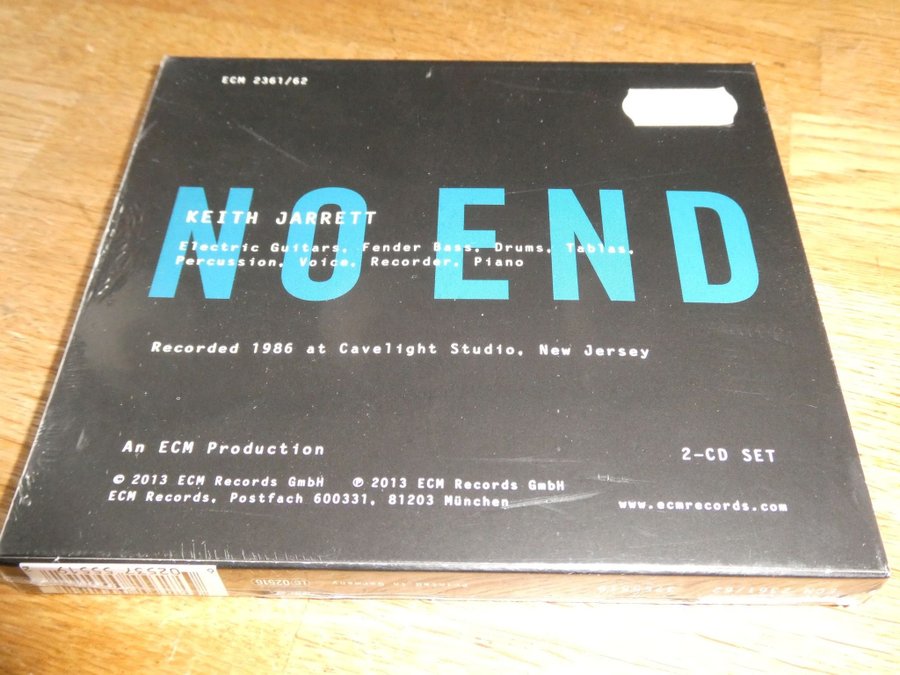 ECM 2361/62
NO END
KEITH JARRETT
Electric Guitars, Fender Bass, Drums, Tablas,
Percussion, Voice, Recorder, Piano
Recorded 1986 at Cavelight Studio, New Jersey
An ECM Production
2-CD SET
© 2013 ECM Records GmbH ℗ 2013 ECM Records GmbH
ECM Records, Postfach 600331, 81203 München
www.ecmrecords.com